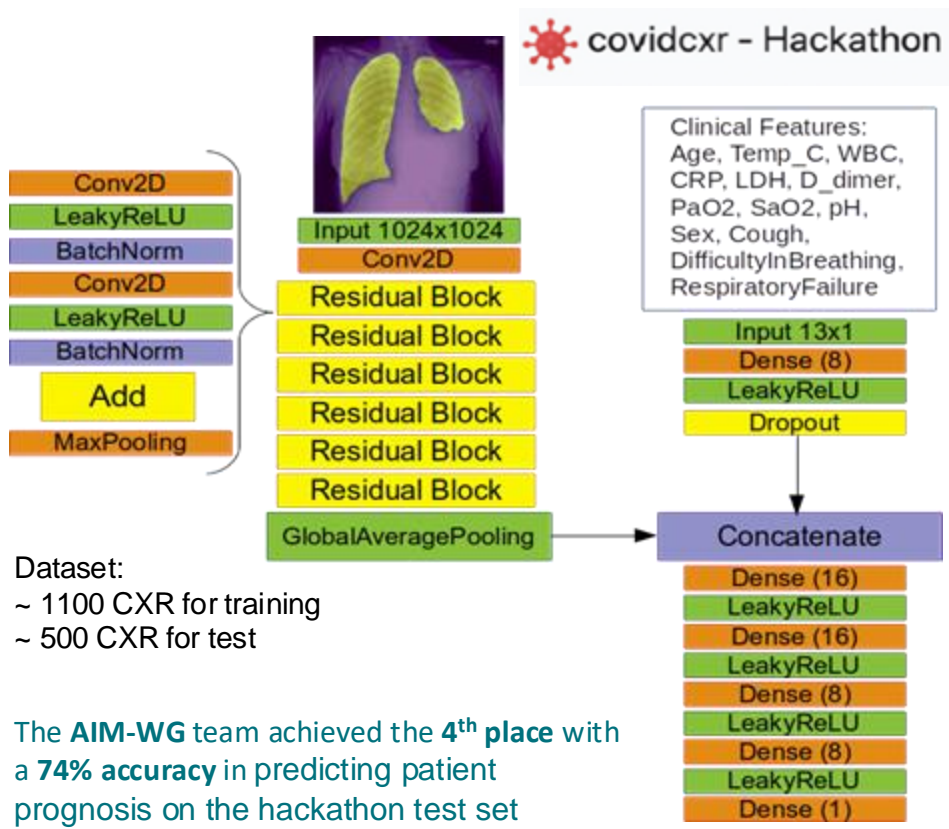 covidcxr - Hackathon
Conv2D
LeakyReLU
BatchNorm
Conv2D
LeakyReLU
BatchNorm
Add
MaxPooling
Input 1024x1024
Conv2D
Residual Block
Residual Block
Residual Block
Residual Block
Residual Block
Residual Block
GlobalAveragePooling
Clinical Features:
Age, Temp_C, WBC,
CRP, LDH, D_dimer,
PaO2, SaO2, pH,
Sex, Cough,
DifficultyInBreathing,
RespiratoryFailure
Input 13x1
Dense (8)
LeakyReLU
Dropout
Concatenate
Dense (16)
LeakyReLU
Dense (16)
LeakyReLU
Dense (8)
LeakyReLU
Dense (8)
LeakyReLU
Dense (1)
Dataset:
~ 1100 CXR for training
~ 500 CXR for test
The AIM-WG team achieved the 4th place with
a 74% accuracy in predicting patient
prognosis on the hackathon test set